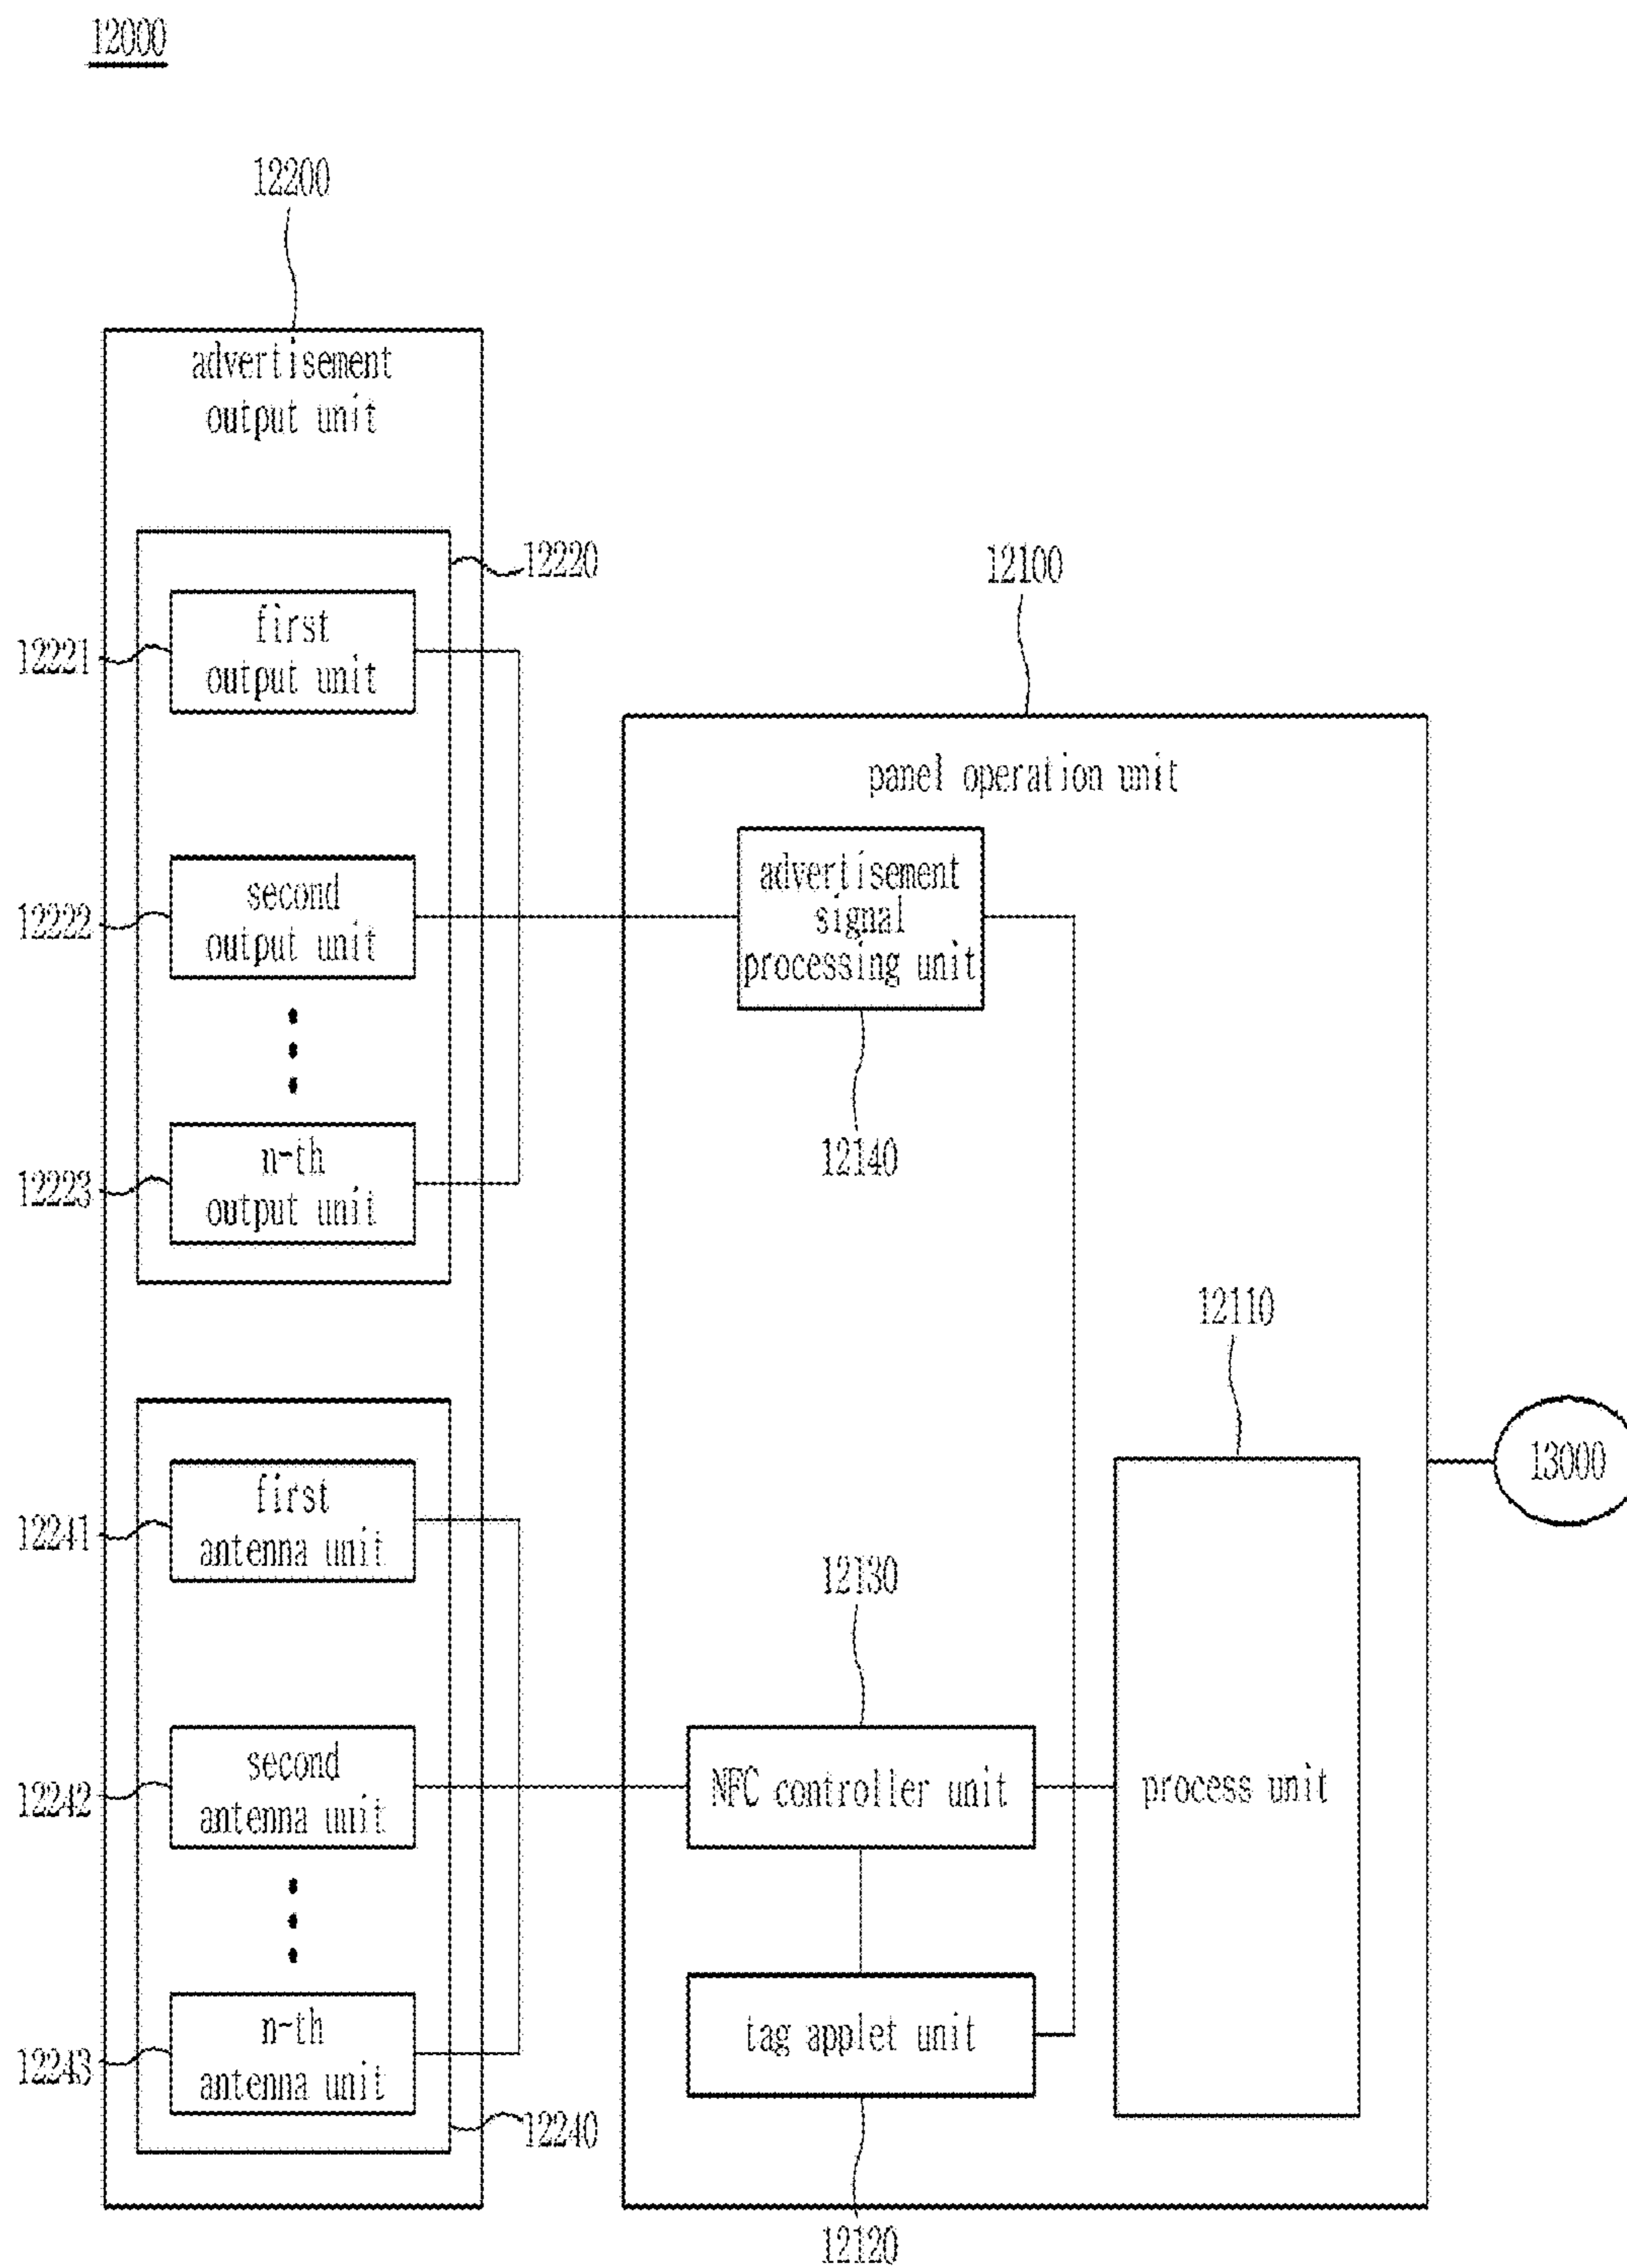 12000
12200
advertisement
output unit
12220
12221
first
output unit
12222
second
output unit
12223
n-th
output unit
12241
first
antenna unit
12242
second
antenna unit
12243
n-th
antenna unit
12240
12100
panel operation unit
advertisement
signal
processing unit
12140
12110
process unit
12130
NFC controller unit
tag applet unit
12120
13000